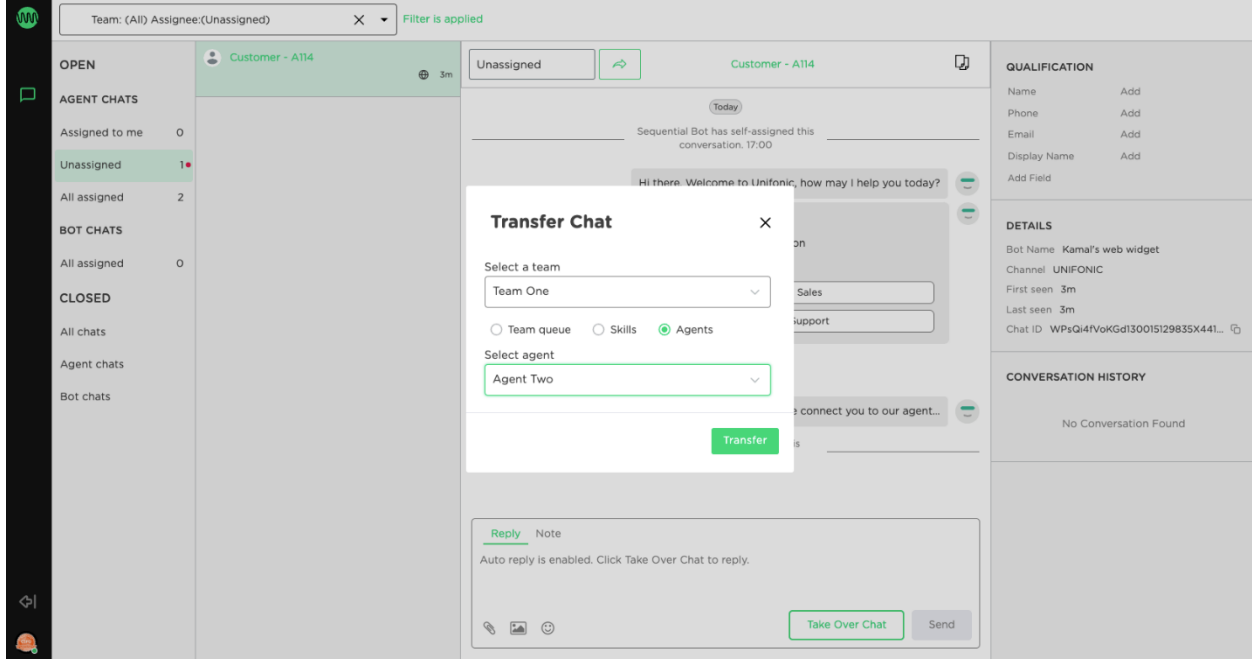 Team: (All) Assignee:(Unassigned)
Filter is applied
OPEN
AGENT CHATS
Assigned to me 0
Unassigned 1
All assigned 2
BOT CHATS
All assigned 0
CLOSED
All chats
Agent chats
Bot chats
Customer - A114
3m
Unassigned
Customer - A114
Today
Sequential Bot has self-assigned this
conversation. 17:00
Hi there. Welcome to Unifonic, how may I help you today?
Sales
Support
connect you to our agent...
Transfer Chat
Select a team
Team One
Team queue Skills Agents
Select agent
Agent Two
Transfer
Reply Note
Auto reply is enabled. Click Take Over Chat to reply.
Take Over Chat Send
QUALIFICATION
Name Add
Phone Add
Email Add
Display Name Add
Add Field
DETAILS
Bot Name Kamal's web widget
Channel UNIFONIC
First seen 3m
Last seen 3m
Chat ID WPsQi4fVoKGd130015129835X441...
CONVERSATION HISTORY
No Conversation Found